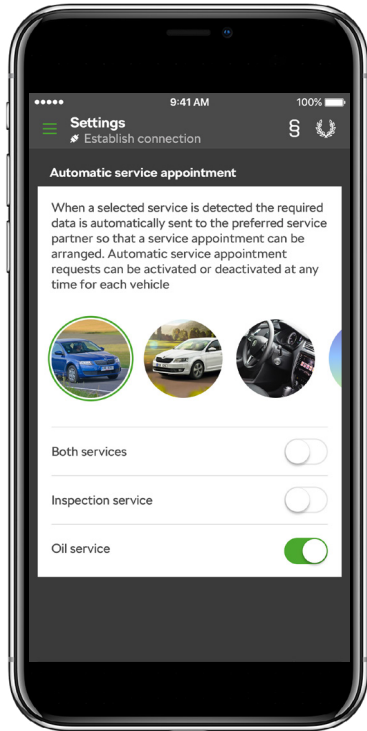 9:41 AM
100%
Settings
Establish connection
§
Automatic service appointment
When a selected service is detected the required
data is automatically sent to the preferred service
partner so that a service appointment can be
arranged. Automatic service appointment
requests can be activated or deactivated at any
time for each vehicle
Both services
Inspection service
Oil service